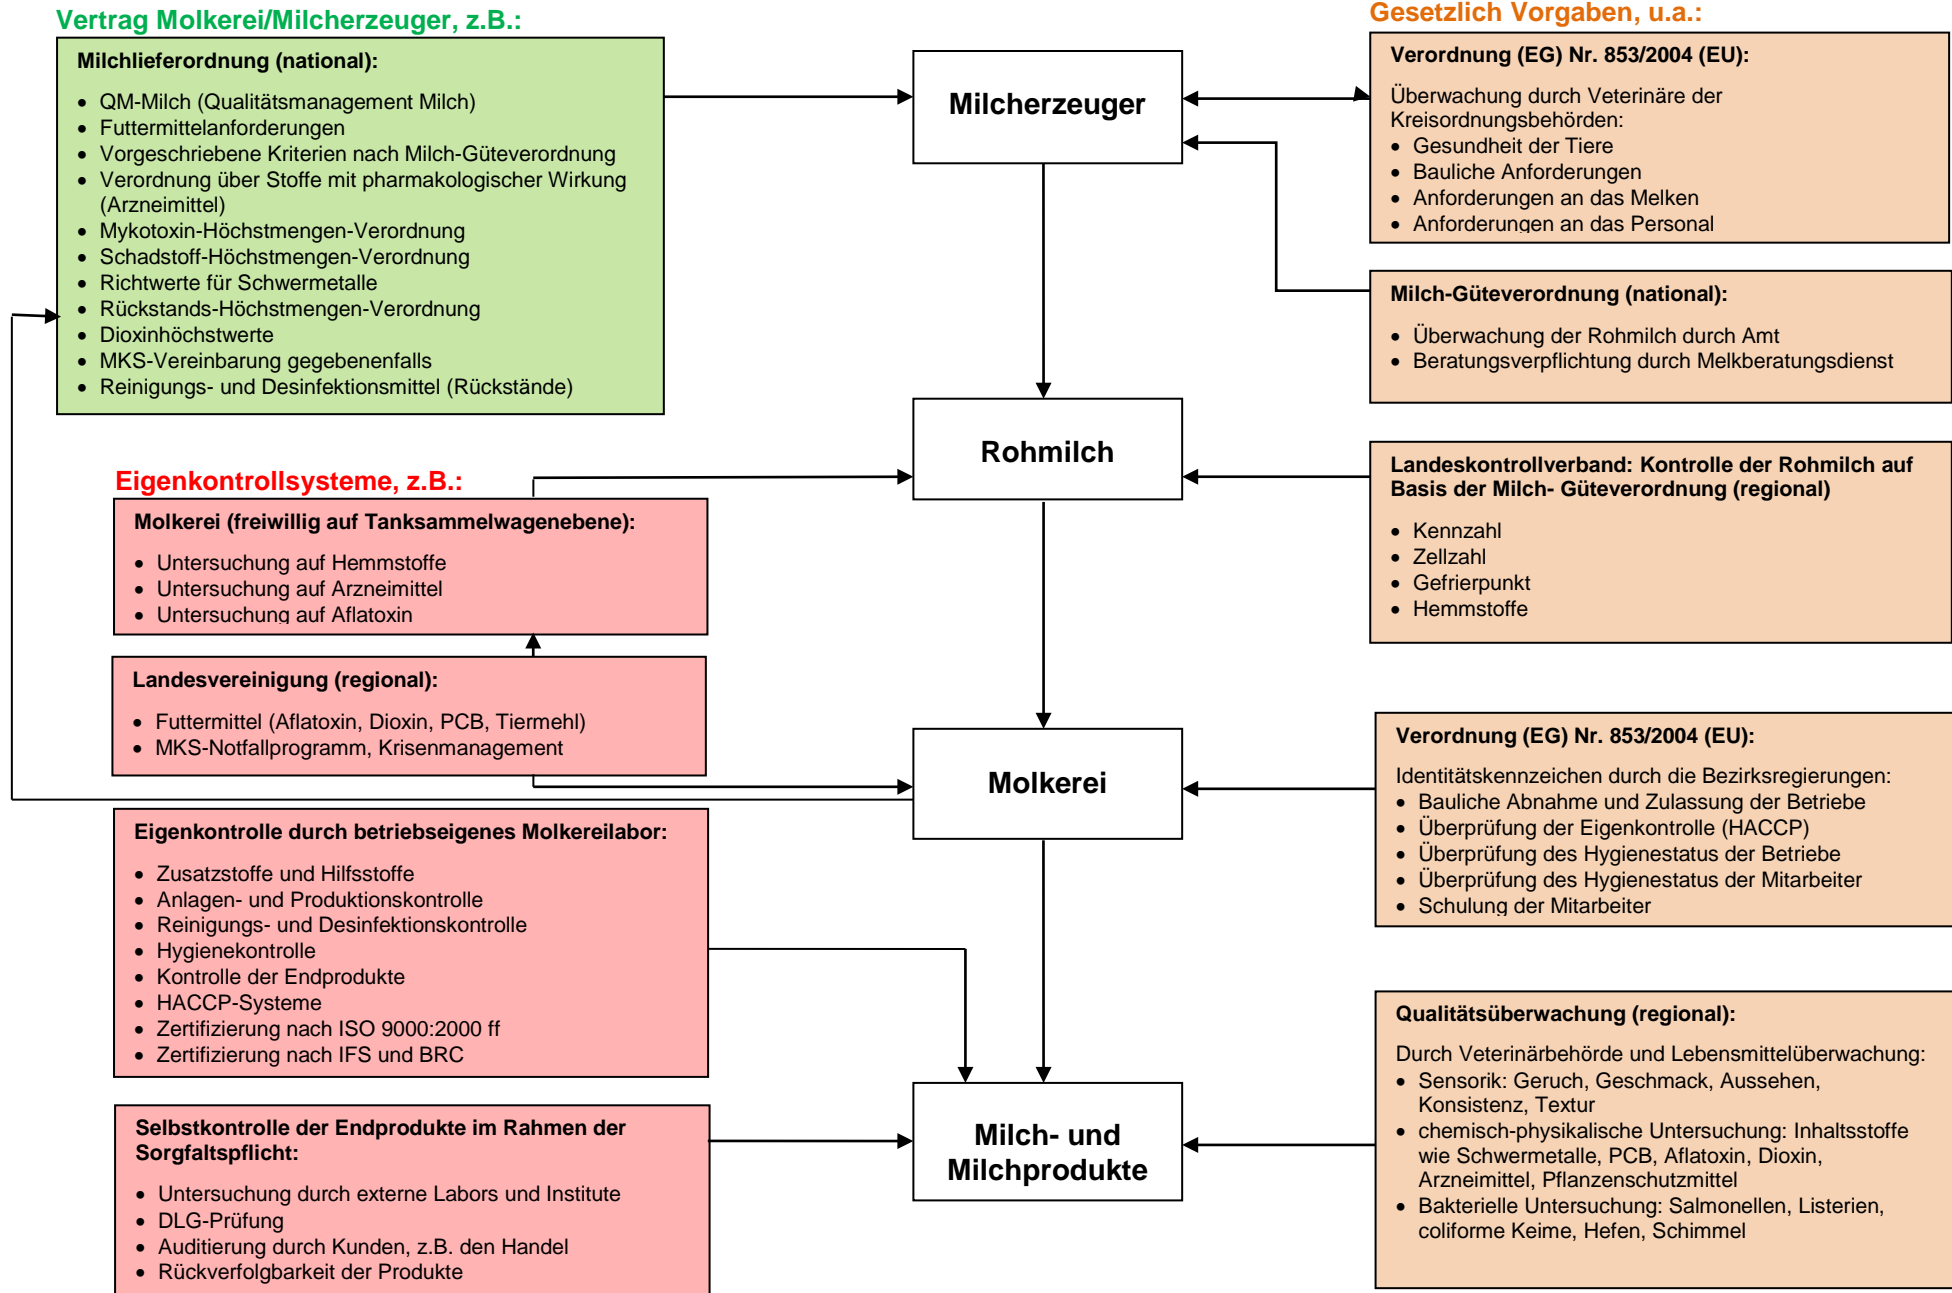 Vertrag Molkerei/Milcherzeuger, z.B.:
Milchlieferordnung (national):
• QM-Milch (Qualitätsmanagement Milch)
• Futtermittelanforderungen
• Vorgeschriebene Kriterien nach Milch-Güteverordnung
• Verordnung über Stoffe mit pharmakologischer Wirkung
(Arzneimittel)
• Mykotoxin-Höchstmengen-Verordnung
• Schadstoff-Höchstmengen-Verordnung
• Richtwerte für Schwermetalle
• Rückstands-Höchstmengen-Verordnung
• Dioxinhöchstwerte
• MKS-Vereinbarung gegebenenfalls
• Reinigungs- und Desinfektionsmittel (Rückstände)
Eigenkontrollsysteme, z.B.:
Molkerei (freiwillig auf Tanksammelwagenebene):
• Untersuchung auf Hemmstoffe
• Untersuchung auf Arzneimittel
• Untersuchung auf Aflatoxin
Landesvereinigung (regional):
• Futtermittel (Aflatoxin, Dioxin, PCB, Tiermehl)
• MKS-Notfallprogramm, Krisenmanagement
Eigenkontrolle durch betriebseigenes Molkereilabor:
• Zusatzstoffe und Hilfsstoffe
• Anlagen- und Produktionskontrolle
• Reinigungs- und Desinfektionskontrolle
• Hygienekontrolle
• Kontrolle der Endprodukte
• HACCP-Systeme
• Zertifizierung nach ISO 9000:2000 ff
• Zertifizierung nach IFS und BRC
Selbstkontrolle der Endprodukte im Rahmen der
Sorgfaltspflicht:
• Untersuchung durch externe Labors und Institute
• DLG-Prüfung
• Auditierung durch Kunden, z.B. den Handel
• Rückverfolgbarkeit der Produkte
Milcherzeuger
Rohmilch
Molkerei
Milch- und
Milchprodukte
Gesetzlich Vorgaben, u.a.:
Verordnung (EG) Nr. 853/2004 (EU):
Überwachung durch Veterinäre der
Kreisordnungsbehörden:
• Gesundheit der Tiere
• Bauliche Anforderungen
• Anforderungen an das Melken
• Anforderungen an das Personal
Milch-Güteverordnung (national):
• Überwachung der Rohmilch durch Amt
• Beratungsverpflichtung durch Melkberatungsdienst
Landeskontrollverband: Kontrolle der Rohmilch auf
Basis der Milch- Güteverordnung (regional)
• Kennzahl
• Zellzahl
• Gefrierpunkt
• Hemmstoffe
Verordnung (EG) Nr. 853/2004 (EU):
Identitätskennzeichen durch die Bezirksregierungen:
• Bauliche Abnahme und Zulassung der Betriebe
• Überprüfung der Eigenkontrolle (HACCP)
• Überprüfung des Hygienestatus der Betriebe
• Überprüfung des Hygienestatus der Mitarbeiter
• Schulung der Mitarbeiter
Qualitätsüberwachung (regional):
Durch Veterinärbehörde und Lebensmittelüberwachung:
• Sensorik: Geruch, Geschmack, Aussehen,
Konsistenz, Textur
• chemisch-physikalische Untersuchung: Inhaltsstoffe
wie Schwermetalle, PCB, Aflatoxin, Dioxin,
Arzneimittel, Pflanzenschutzmittel
• Bakterielle Untersuchung: Salmonellen, Listerien,
coliforme Keime, Hefen, Schimmel